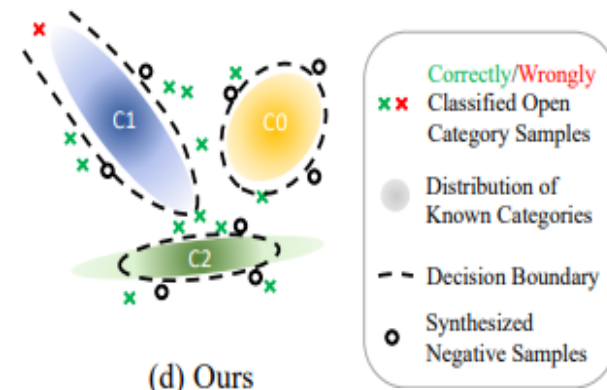 C1
C0
C2
(d) Ours
Correctly/Wrongly
Classified Open
Category Samples
Distribution of
Known Categories
Decision Boundary
Synthesized
Negative Samples